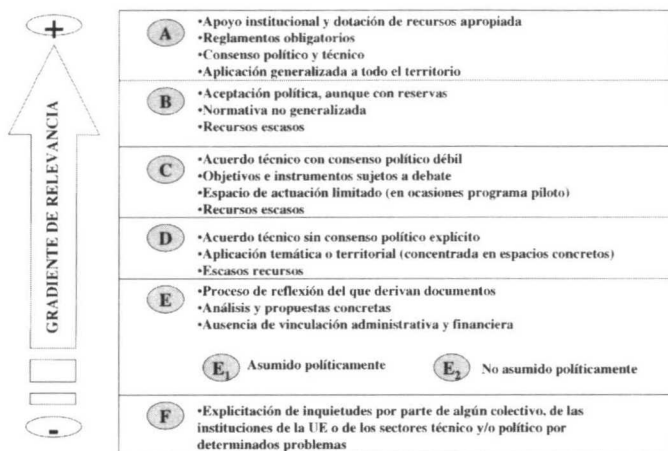 +
GRADIENTE DE RELEVANCIA
-
A
•Apoyo institucional y dotación de recursos apropiada
•Reglamentos obligatorios
•Consenso político y técnico
•Aplicación generalizada a todo el territorio
B
•Aceptación política, aunque con reservas
•Normativa no generalizada
•Recursos escasos
C
•Acuerdo técnico con consenso político débil
•Objetivos e instrumentos sujetos a debate
•Espacio de actuación limitado (en ocasiones programa piloto)
•Recursos escasos
D
•Acuerdo técnico sin consenso político explícito
•Aplicación temática o territorial (concentrada en espacios concretos)
•Escasos recursos
E
•Proceso de reflexión del que derivan documentos
•Análisis y propuestas concretas
•Ausencia de vinculación administrativa y financiera
E1 Asumido políticamente
E2 No asumido políticamente
F
•Explicitación de inquietudes por parte de algún colectivo, de las
instituciones de la UE o de los sectores técnico y/o político por
determinados problemas